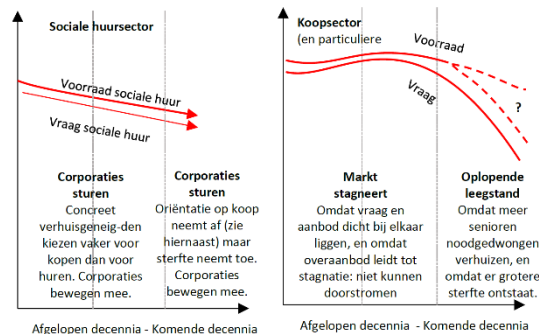 Sociale huursector
Voorraad sociale huur
Vraag sociale huur
Corporaties
sturen
Concreet
verhuisgeneig-den
kiezen vaker voor
kopen dan voor
huren. Corporaties
bewegen mee.
Corporaties
sturen
Oriëntatie op koop
neemt af (zie
hiernaast) maar
sterfte neemt toe.
Corporaties
bewegen mee.
Afgelopen decennia - Komende decennia
Koopsector
(en particuliere
Voorraad
Vraag
?
Markt
stagneert
Omdat vraag en
aanbod dicht bij elkaar
liggen, en omdat
overaanbod leidt tot
stagnatie: niet kunnen
doorstromen
Oplopende
leegstand
Omdat meer
senioren
noodgedwongen
verhuizen, en
omdat er grotere
sterfte ontstaat.
Afgelopen decennia - Komende decennia